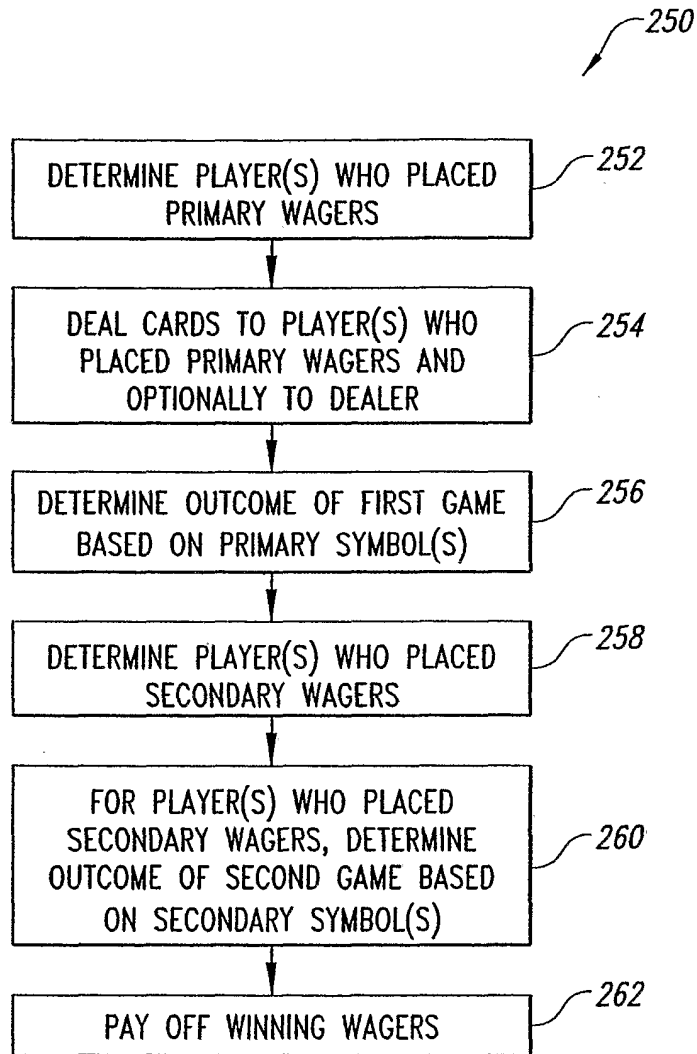 250
DETERMINE PLAYER(S) WHO PLACED
PRIMARY WAGERS
252
DEAL CARDS TO PLAYER(S) WHO
PLACED PRIMARY WAGERS AND
OPTIONALLY TO DEALER
254
DETERMINE OUTCOME OF FIRST GAME
BASED ON PRIMARY SYMBOL(S)
256
DETERMINE PLAYER(S) WHO PLACED
SECONDARY WAGERS
258
FOR PLAYER(S) WHO PLACED
SECONDARY WAGERS, DETERMINE
OUTCOME OF SECOND GAME BASED
ON SECONDARY SYMBOL(S)
260
PAY OFF WINNING WAGERS
262